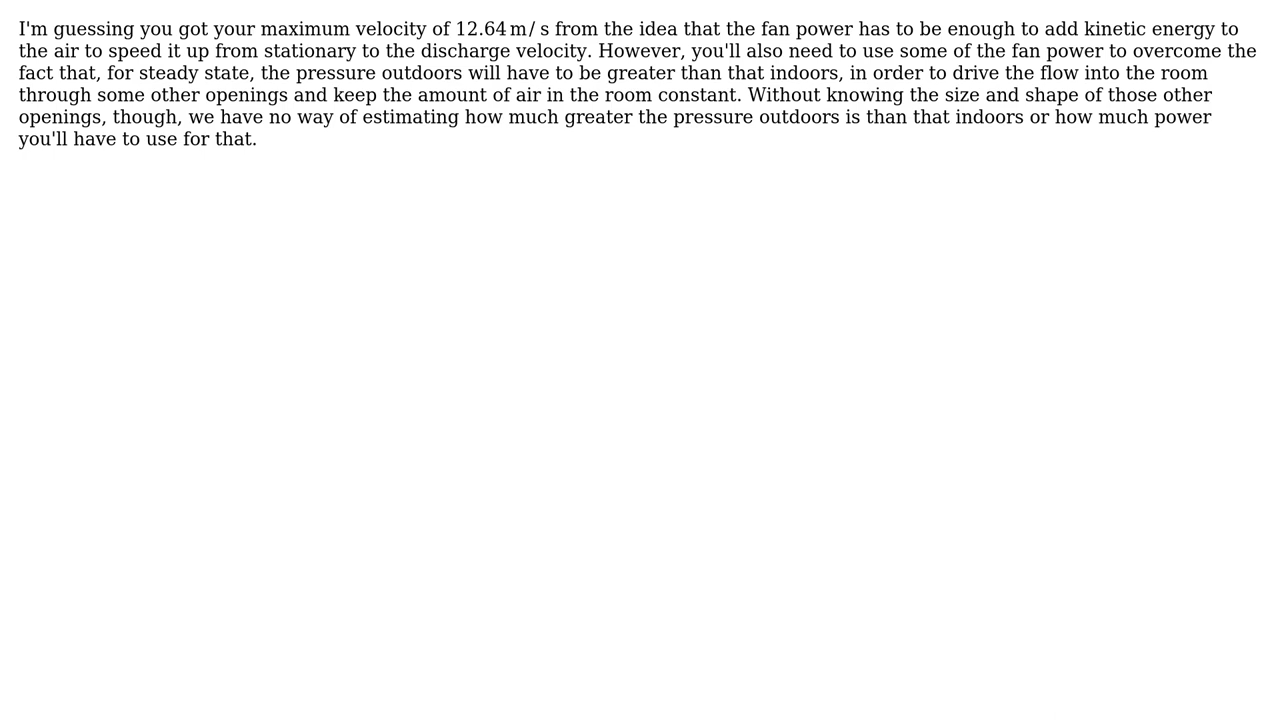 I'm guessing you got your maximum velocity of 12.64 m/s from the idea that the fan power has to be enough to add kinetic energy to
the air to speed it up from stationary to the discharge velocity. However, you'll also need to use some of the fan power to overcome the
fact that, for steady state, the pressure outdoors will have to be greater than that indoors, in order to drive the flow into the room
through some other openings and keep the amount of air in the room constant. Without knowing the size and shape of those other
openings, though, we have no way of estimating how much greater the pressure outdoors is than that indoors or how much power
you'll have to use for that.